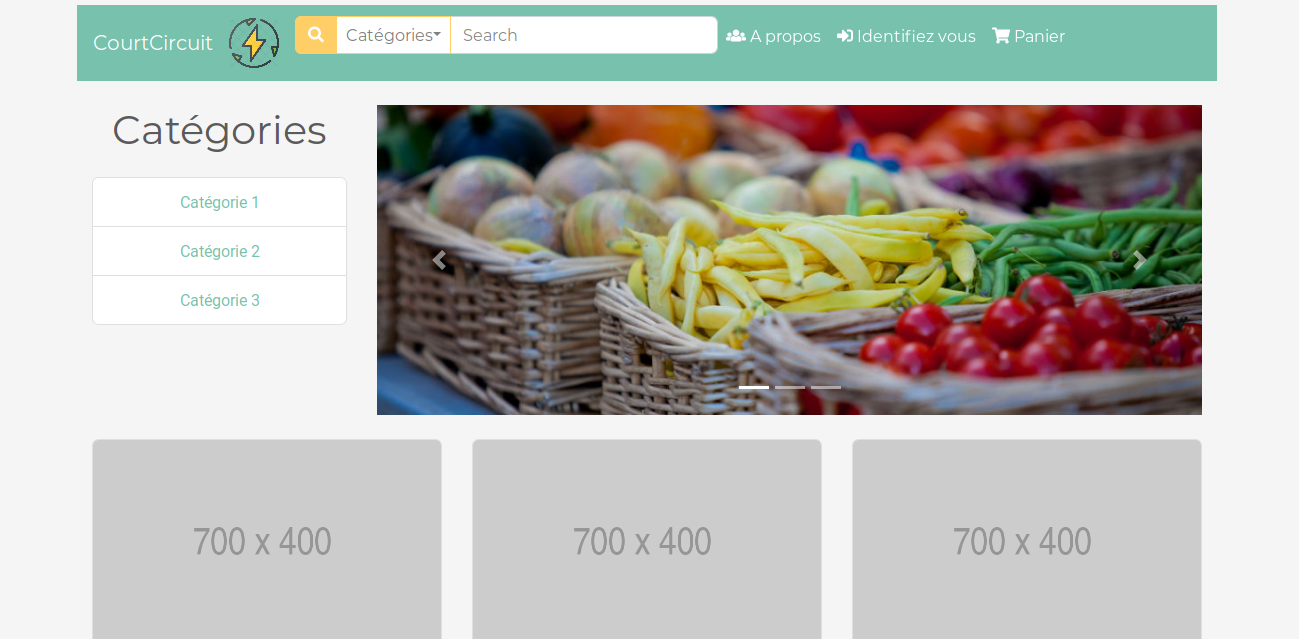 CourtCircuit
Catégories
Search
A propos
Identifiez vous
Panier
Catégories
Catégorie 1
Catégorie 2
Catégorie 3
700 x 400
700 x 400
700 x 400